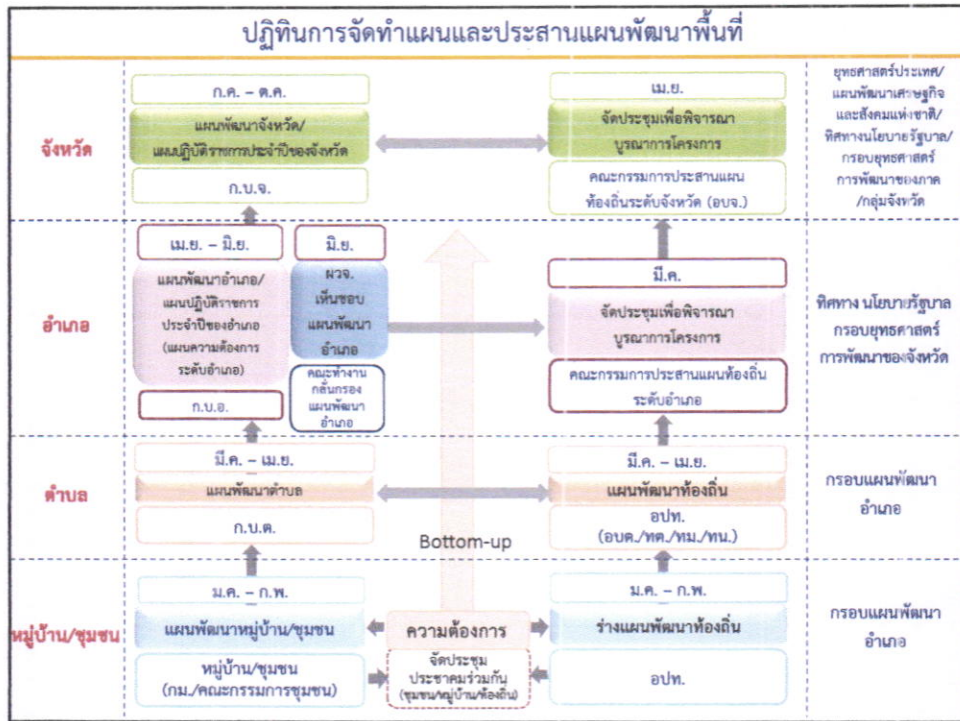 ปฏิทินการจัดทำแผนและประสานแผนพัฒนาพื้นที่
จังหวัด
ก.ค. – ต.ค.
แผนพัฒนาจังหวัด/
แผนปฏิบัติราชการประจำปีของจังหวัด
ก.บ.จ.
เม.ย.
จัดประชุมเพื่อพิจารณา
บูรณาการโครงการ
คณะกรรมการประสานแผน
ท้องถิ่นระดับจังหวัด (อบจ.)
ยุทธศาสตร์ประเทศ/
แผนพัฒนาเศรษฐกิจ
และสังคมแห่งชาติ/
ทิศทางนโยบายรัฐบาล/
กรอบยุทธศาสตร์
การพัฒนาของภาค
/กลุ่มจังหวัด
อำเภอ
เม.ย. – มิ.ย.
แผนพัฒนาอำเภอ/
แผนปฏิบัติราชการ
ประจำปีของอำเภอ
(แผนความต้องการ
ระดับอำเภอ)
ก.บ.อ.
มิ.ย.
ผวจ.
เห็นชอบ
แผนพัฒนา
อำเภอ
คณะทำงาน
กลั่นกรอง
แผนพัฒนา
อำเภอ
มี.ค.
จัดประชุมเพื่อพิจารณา
บูรณาการโครงการ
คณะกรรมการประสานแผนท้องถิ่น
ระดับอำเภอ
ทิศทาง นโยบายรัฐบาล
กรอบยุทธศาสตร์
การพัฒนาของจังหวัด
ตำบล
มี.ค. – เม.ย.
แผนพัฒนาตำบล
ก.บ.ต.
Bottom-up
มี.ค. – เม.ย.
แผนพัฒนาท้องถิ่น
อปท.
(อบต./ทต./ทม./ทน.)
กรอบแผนพัฒนา
อำเภอ
หมู่บ้าน/ชุมชน
ม.ค. – ก.พ.
แผนพัฒนาหมู่บ้าน/ชุมชน
หมู่บ้าน/ชุมชน
(กม./คณะกรรมการชุมชน)
ความต้องการ
จัดประชุม
ประชาคมร่วมกัน
(ชุมชน/หมู่บ้าน/ท้องถิ่น)
ม.ค. – ก.พ.
ร่างแผนพัฒนาท้องถิ่น
อปท.
กรอบแผนพัฒนา
อำเภอ